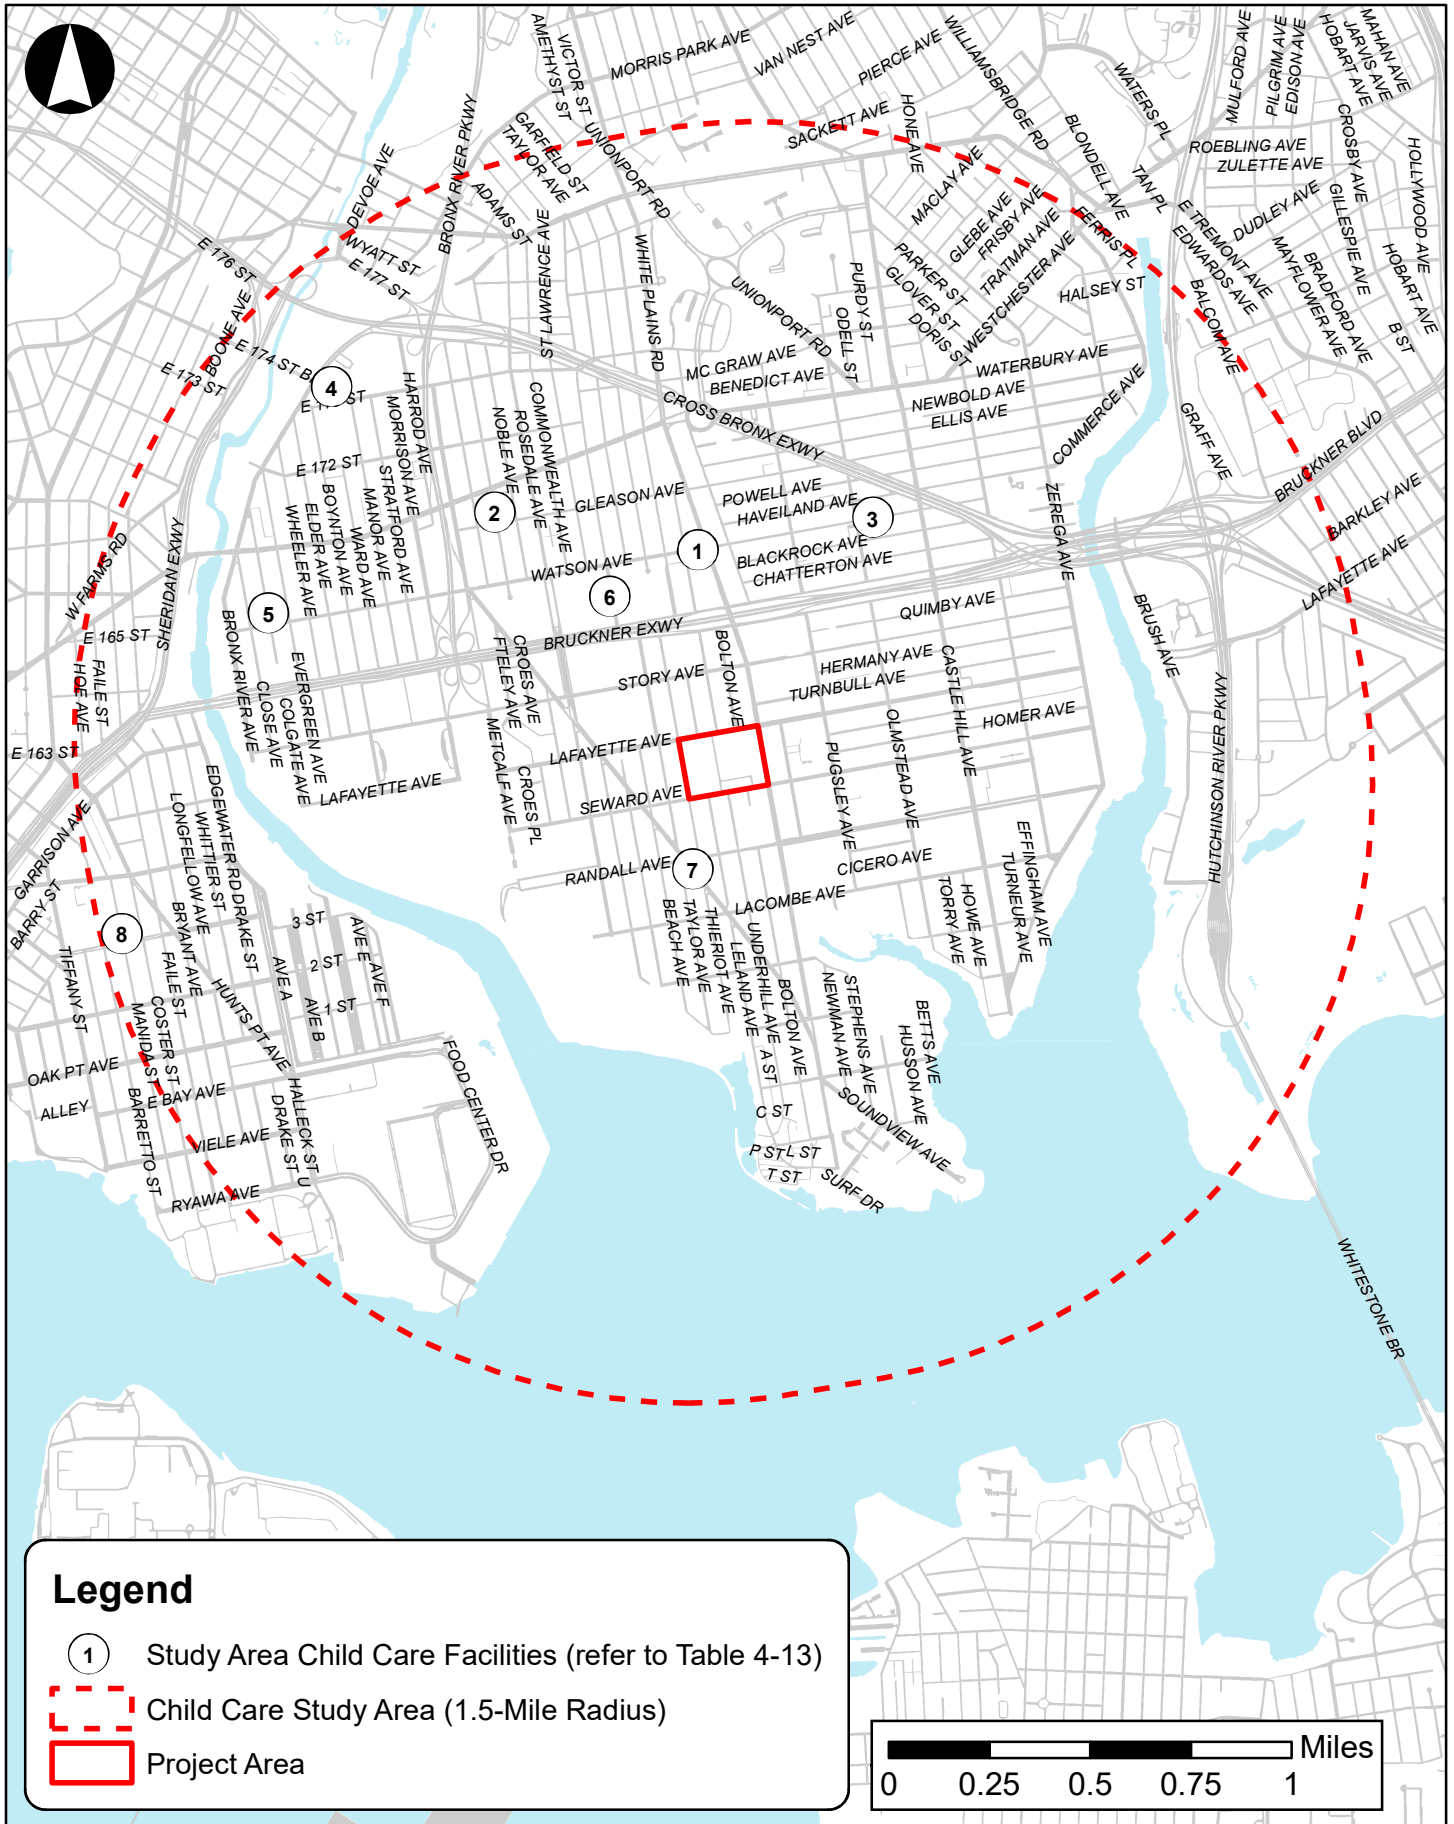 AMETHYST ST
VICTOR ST
MORRIS PARK AVE
VAN NEST AVE
PIERCE AVE
WILLIAMSBRIDGE RD
WATERS PL
MULFORD AVE
PILGRIM AVE
EDISON AVE
HOBART AVE
JARVIS AVE
MAHAN AVE
BRONX RIVER PKWY
GARFIELD ST
TAYLOR AVE
UNIONPORT RD
SACKETT AVE
HONE AVE
BLONDELL AVE
ROEBLING AVE
ZULETTE AVE
CROSBY AVE
HOLLYWOOD AVE
DEVOE AVE
ADAMS ST
MACLAY AVE
TAN PL
DUDLEY AVE
GILLESPIE AVE
E 176 ST
WYATT ST
E 177 ST
ST LAWRENCE AVE
WHITE PLAINS RD
UNIONPORT RD
PURDY ST
ODELL ST
PARKER ST
GLOVER ST
DORIS ST
GLEBE AVE
FRISBY AVE
TRATMAN AVE
WESTCHESTER AVE
FERRIS PL
HALSEY ST
E TREMONT AVE
EDWARDS AVE
BALCOM AVE
MAYFLOWER AVE
BRADFORD AVE
HOBART AVE
B ST
BOONE AVE
E 174 ST B
E 173 ST
4
MC GRAW AVE
BENEDICT AVE
WATERBURY AVE
NEWBOLD AVE
ELLIS AVE
COMMERCE AVE
CROSS BRONX EXWY
HARROD AVE
MORRISON AVE
STRATFORD AVE
MANOR AVE
WARD AVE
BOYNTON AVE
ELDER AVE
WHEELER AVE
E 172 ST
NOBLE AVE
ROSEDALE AVE
COMMONWEALTH AVE
2
GLEASON AVE
POWELL AVE
HAVEILAND AVE
3
GRAFF AVE
BRUCKNER BLVD
BARKLEY AVE
LAFAYETTE AVE
ZEREGA AVE
1
BLACKROCK AVE
CHATTERTON AVE
WATSON AVE
6
W FARMS RD
SHERIDAN EXWY
5
E 165 ST
BRUCKNER EXWY
QUIMBY AVE
BRUSH AVE
HOE AVE
FAILE ST
BRONX RIVER AVE
CLOSE AVE
EVERGREEN AVE
COLGATE AVE
FTELEY AVE
CROES AVE
STORY AVE
BOLTON AVE
HERMANY AVE
TURNBULL AVE
CASTLE HILL AVE
HOMER AVE
OLMSTEAD AVE
HUTCHINSON RIVER PKWY
E 163 ST
LAFAYETTE AVE
METCALF AVE
CROES PL
LAFAYETTE AVE
SEWARD AVE
PUGSLEY AVE
GARRISON AVE
BARRY ST
EDGEWATER RD
WHITTIER ST
LONGFELLOW AVE
DRAKE ST
BRYANT AVE
RANDALL AVE
7
CICERO AVE
LACOMBE AVE
EFFINGHAM AVE
TURNEUR AVE
HOWE AVE
TORRY AVE
8
3 ST
2 ST
1 ST
AVE A
AVE B
AVE E
AVE F
TIFFANY ST
FAILE ST
HUNTS PT AVE
COSTER ST
MANIDA ST
BEACH AVE
TAYLOR AVE
THIERIOT AVE
LELAND AVE
UNDERHILL AVE
BOLTON AVE
STEPHENS AVE
NEWMAN AVE
BETTS AVE
HUSSON AVE
OAK PT AVE
ALLEY
E BAY AVE
BARRETTO ST
VIELE AVE
RYAWA AVE
HALLECK ST U
DRAKE ST
FOOD CENTER DR
A ST
C ST
P ST
L ST
T ST
SOUNDVIEW AVE
SURF DR
WHITESTONE BR
Legend
1 Study Area Child Care Facilities (refer to Table 4-13)
Child Care Study Area (1.5-Mile Radius)
Project Area
Miles
0 0.25 0.5 0.75 1